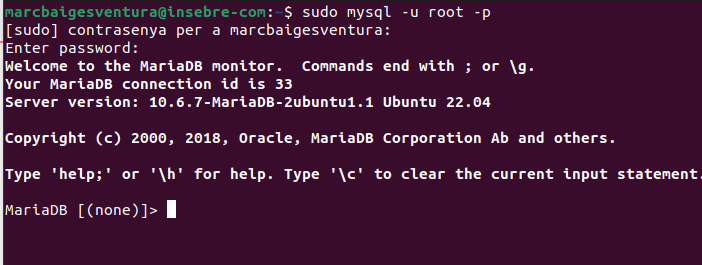 marcbaigesventura@insebre-com:~$ sudo mysql -u root -p
[sudo] contrasenya per a marcbaigesventura:
Enter password:
Welcome to the MariaDB monitor.  Commands end with ; or \g.
Your MariaDB connection id is 33
Server version: 10.6.7-MariaDB-2ubuntu1.1 Ubuntu 22.04

Copyright (c) 2000, 2018, Oracle, MariaDB Corporation Ab and others.

Type 'help;' or '\h' for help. Type '\c' to clear the current input statement.

MariaDB [(none)]>